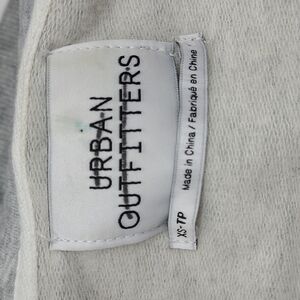 URBAN
OUTFITTERS
XS-TP
Made in China / Fabriqué en Chine